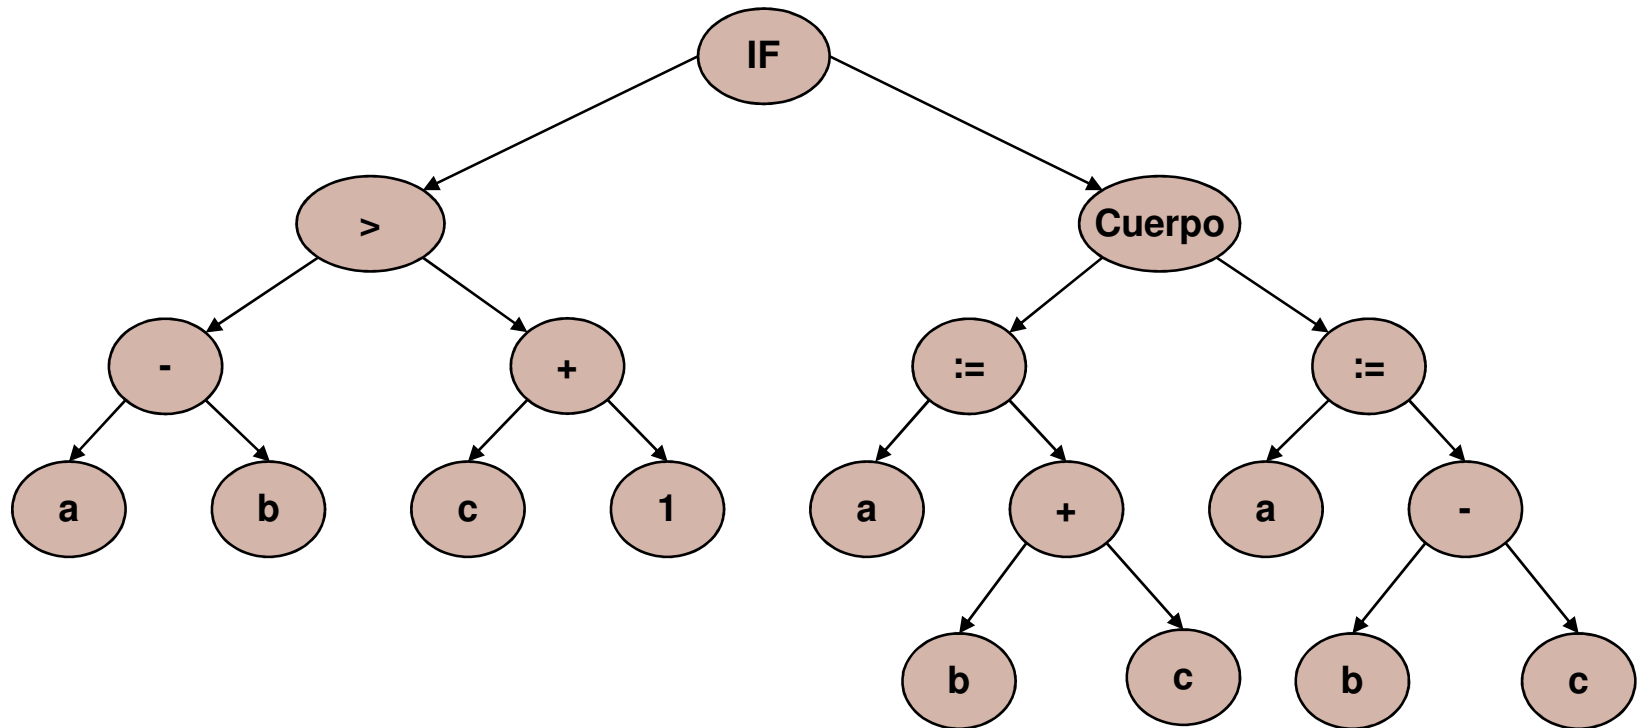 IF
> Cuerpo
- + := :=
a b c 1 a + a -
b c b c